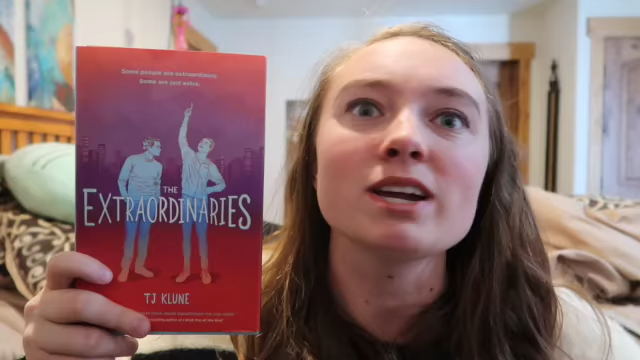 Some people are extraordinary.
Some are just extra.
THE
EXTRAORDINARIES
TJ KLUNE